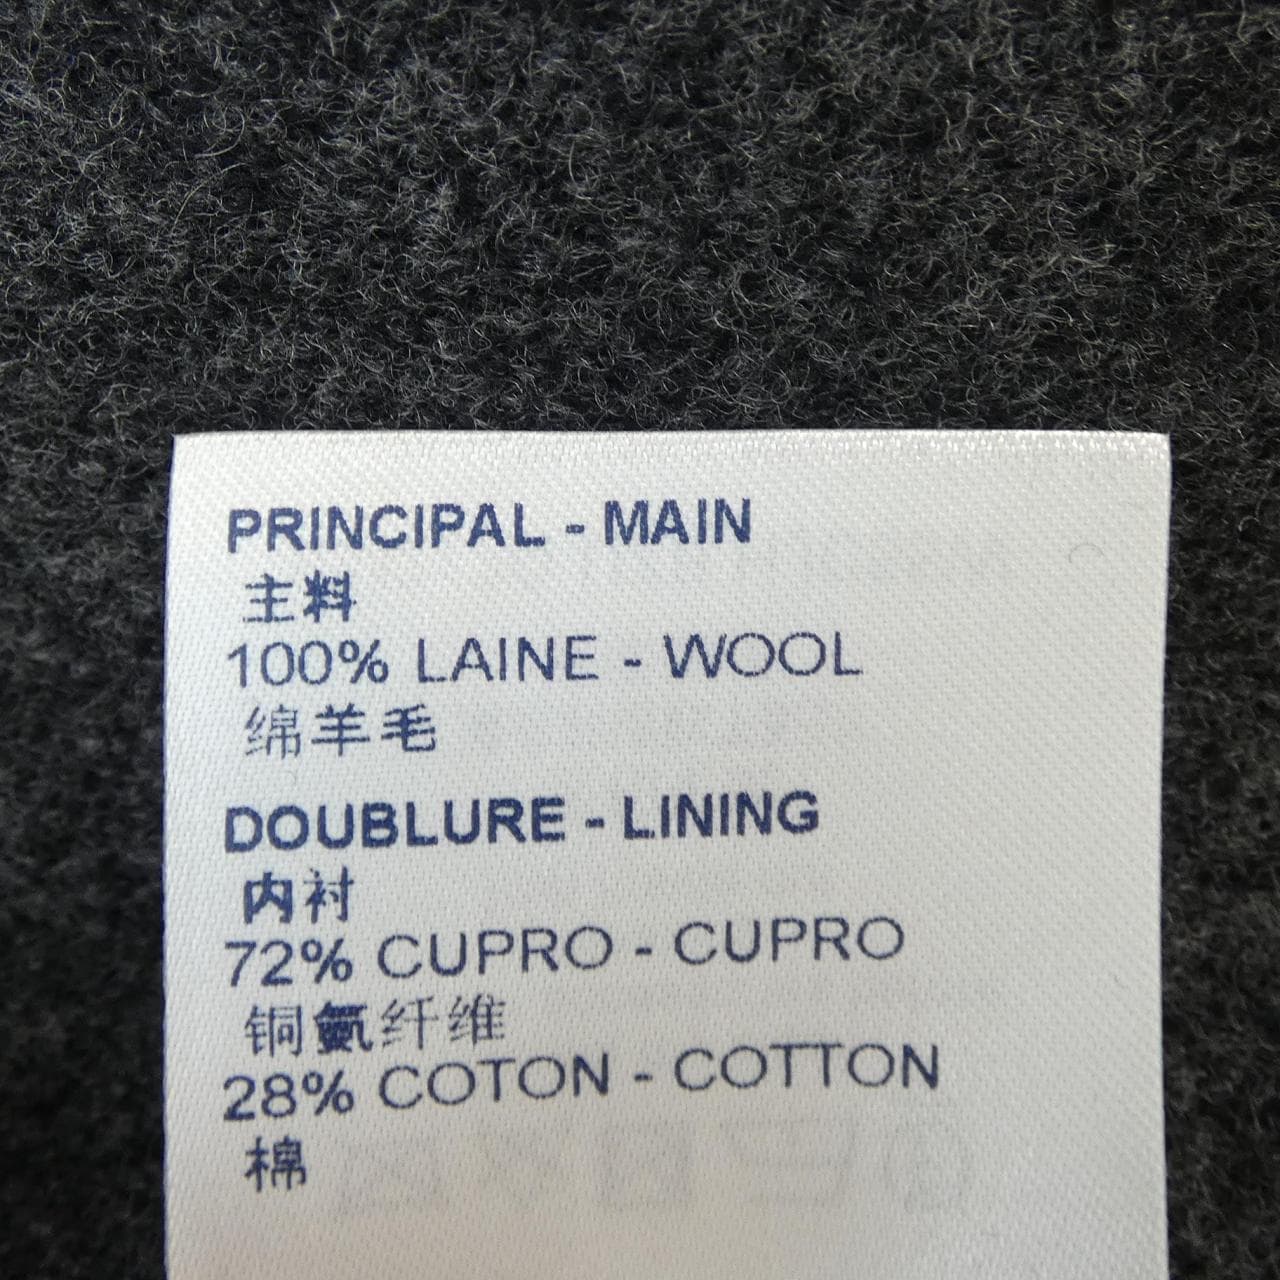 PRINCIPAL - MAIN
主料
100% LAINE - WOOL
绵羊毛
DOUBLURE - LINING
内衬
72% CUPRO - CUPRO
铜氨纤维
28% COTON - COTTON
棉